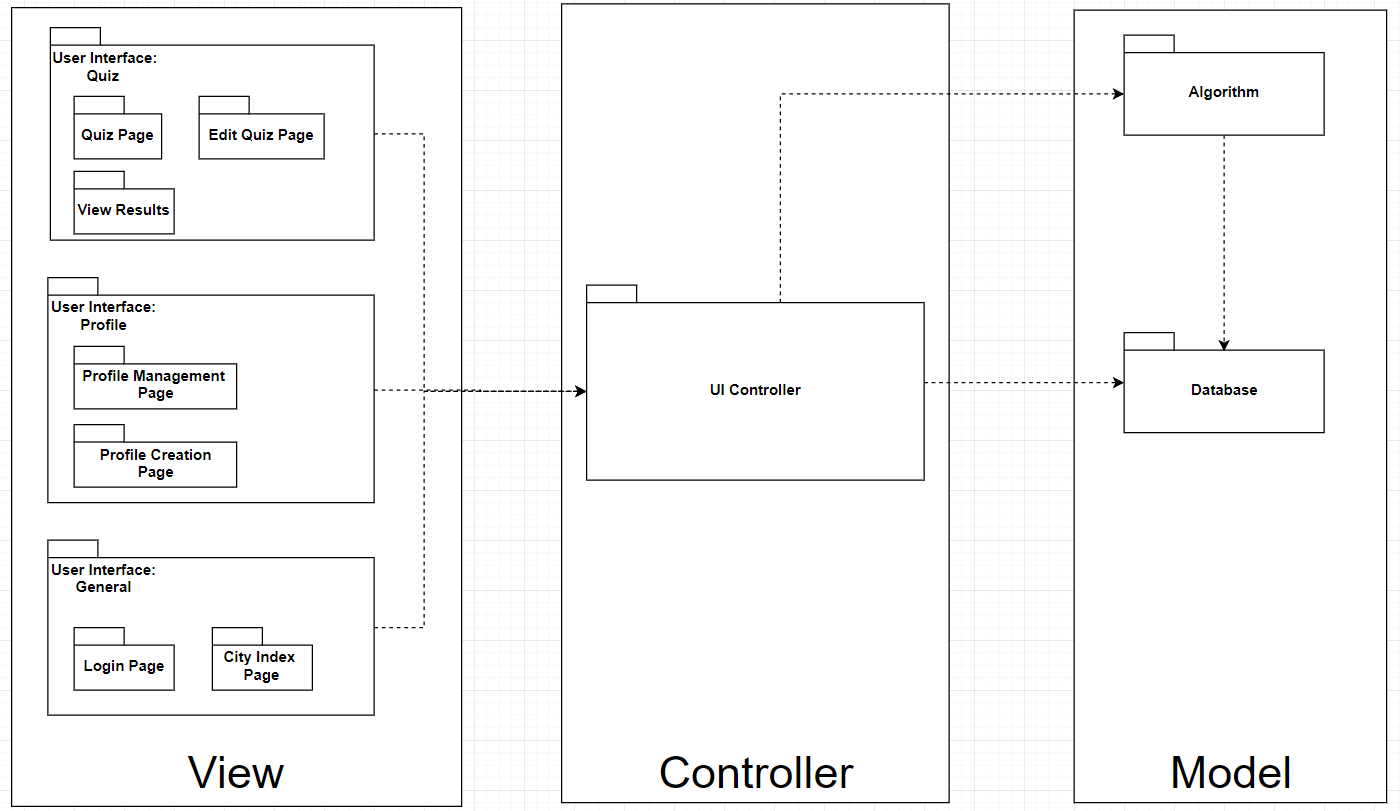 User Interface:
Quiz
Quiz Page
Edit Quiz Page
View Results
User Interface:
Profile
Profile Management
Page
Profile Creation
Page
User Interface:
General
Login Page
City Index
Page
View
UI Controller
Controller
Algorithm
Database
Model